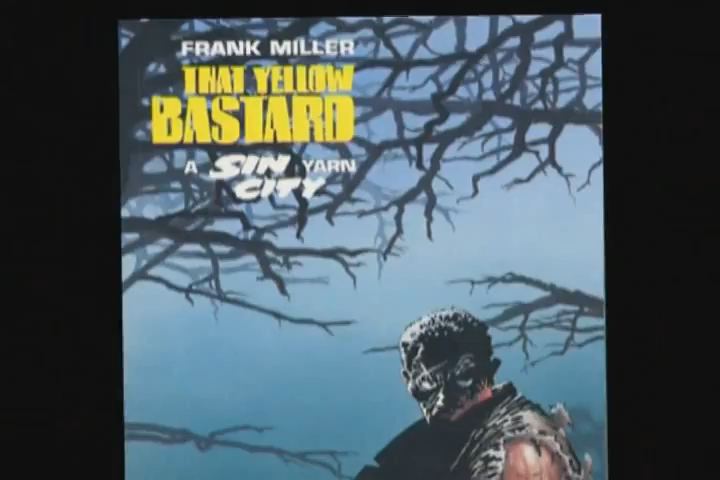 FRANK MILLER
THAT YELLOW
BASTARD
A SIN YARN
CITY